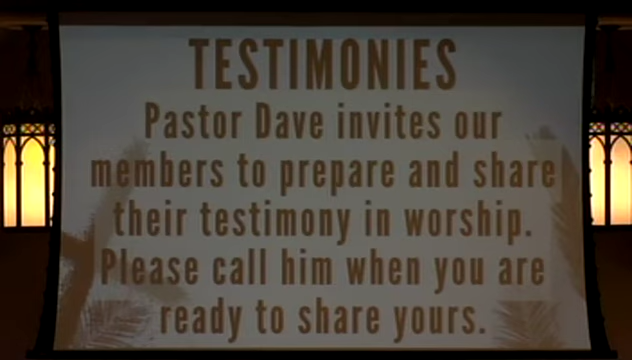 TESTIMONIES
Pastor Dave invites our
members to prepare and share
their testimony in worship.
Please call him when you are
ready to share yours.